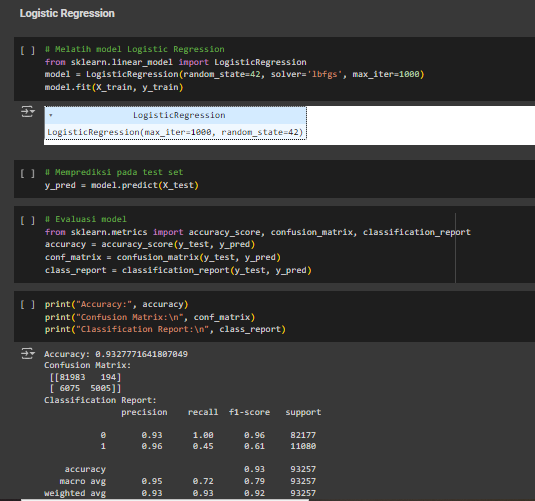 Logistic Regression
[ ] # Melatih model Logistic Regression
from sklearn.linear_model import LogisticRegression
model = LogisticRegression(random_state=42, solver='lbfgs', max_iter=1000)
model.fit(X_train, y_train)
LogisticRegression
LogisticRegression(max_iter=1000, random_state=42)
[ ] # Memprediksi pada test set
y_pred = model.predict(X_test)
[ ] # Evaluasi model
from sklearn.metrics import accuracy_score, confusion_matrix, classification_report
accuracy = accuracy_score(y_test, y_pred)
conf_matrix = confusion_matrix(y_test, y_pred)
class_report = classification_report(y_test, y_pred)
[ ] print("Accuracy:", accuracy)
print("Confusion Matrix:\n", conf_matrix)
print("Classification Report:\n", class_report)
Accuracy: 0.9327771641807049
Confusion Matrix:
[[81983 194]
[ 6075 5005]]
Classification Report:
precision recall f1-score support
0 0.93 1.00 0.96 82177
1 0.96 0.45 0.61 11080
accuracy 0.93 93257
macro avg 0.95 0.72 0.79 93257
weighted avg 0.93 0.93 0.92 93257